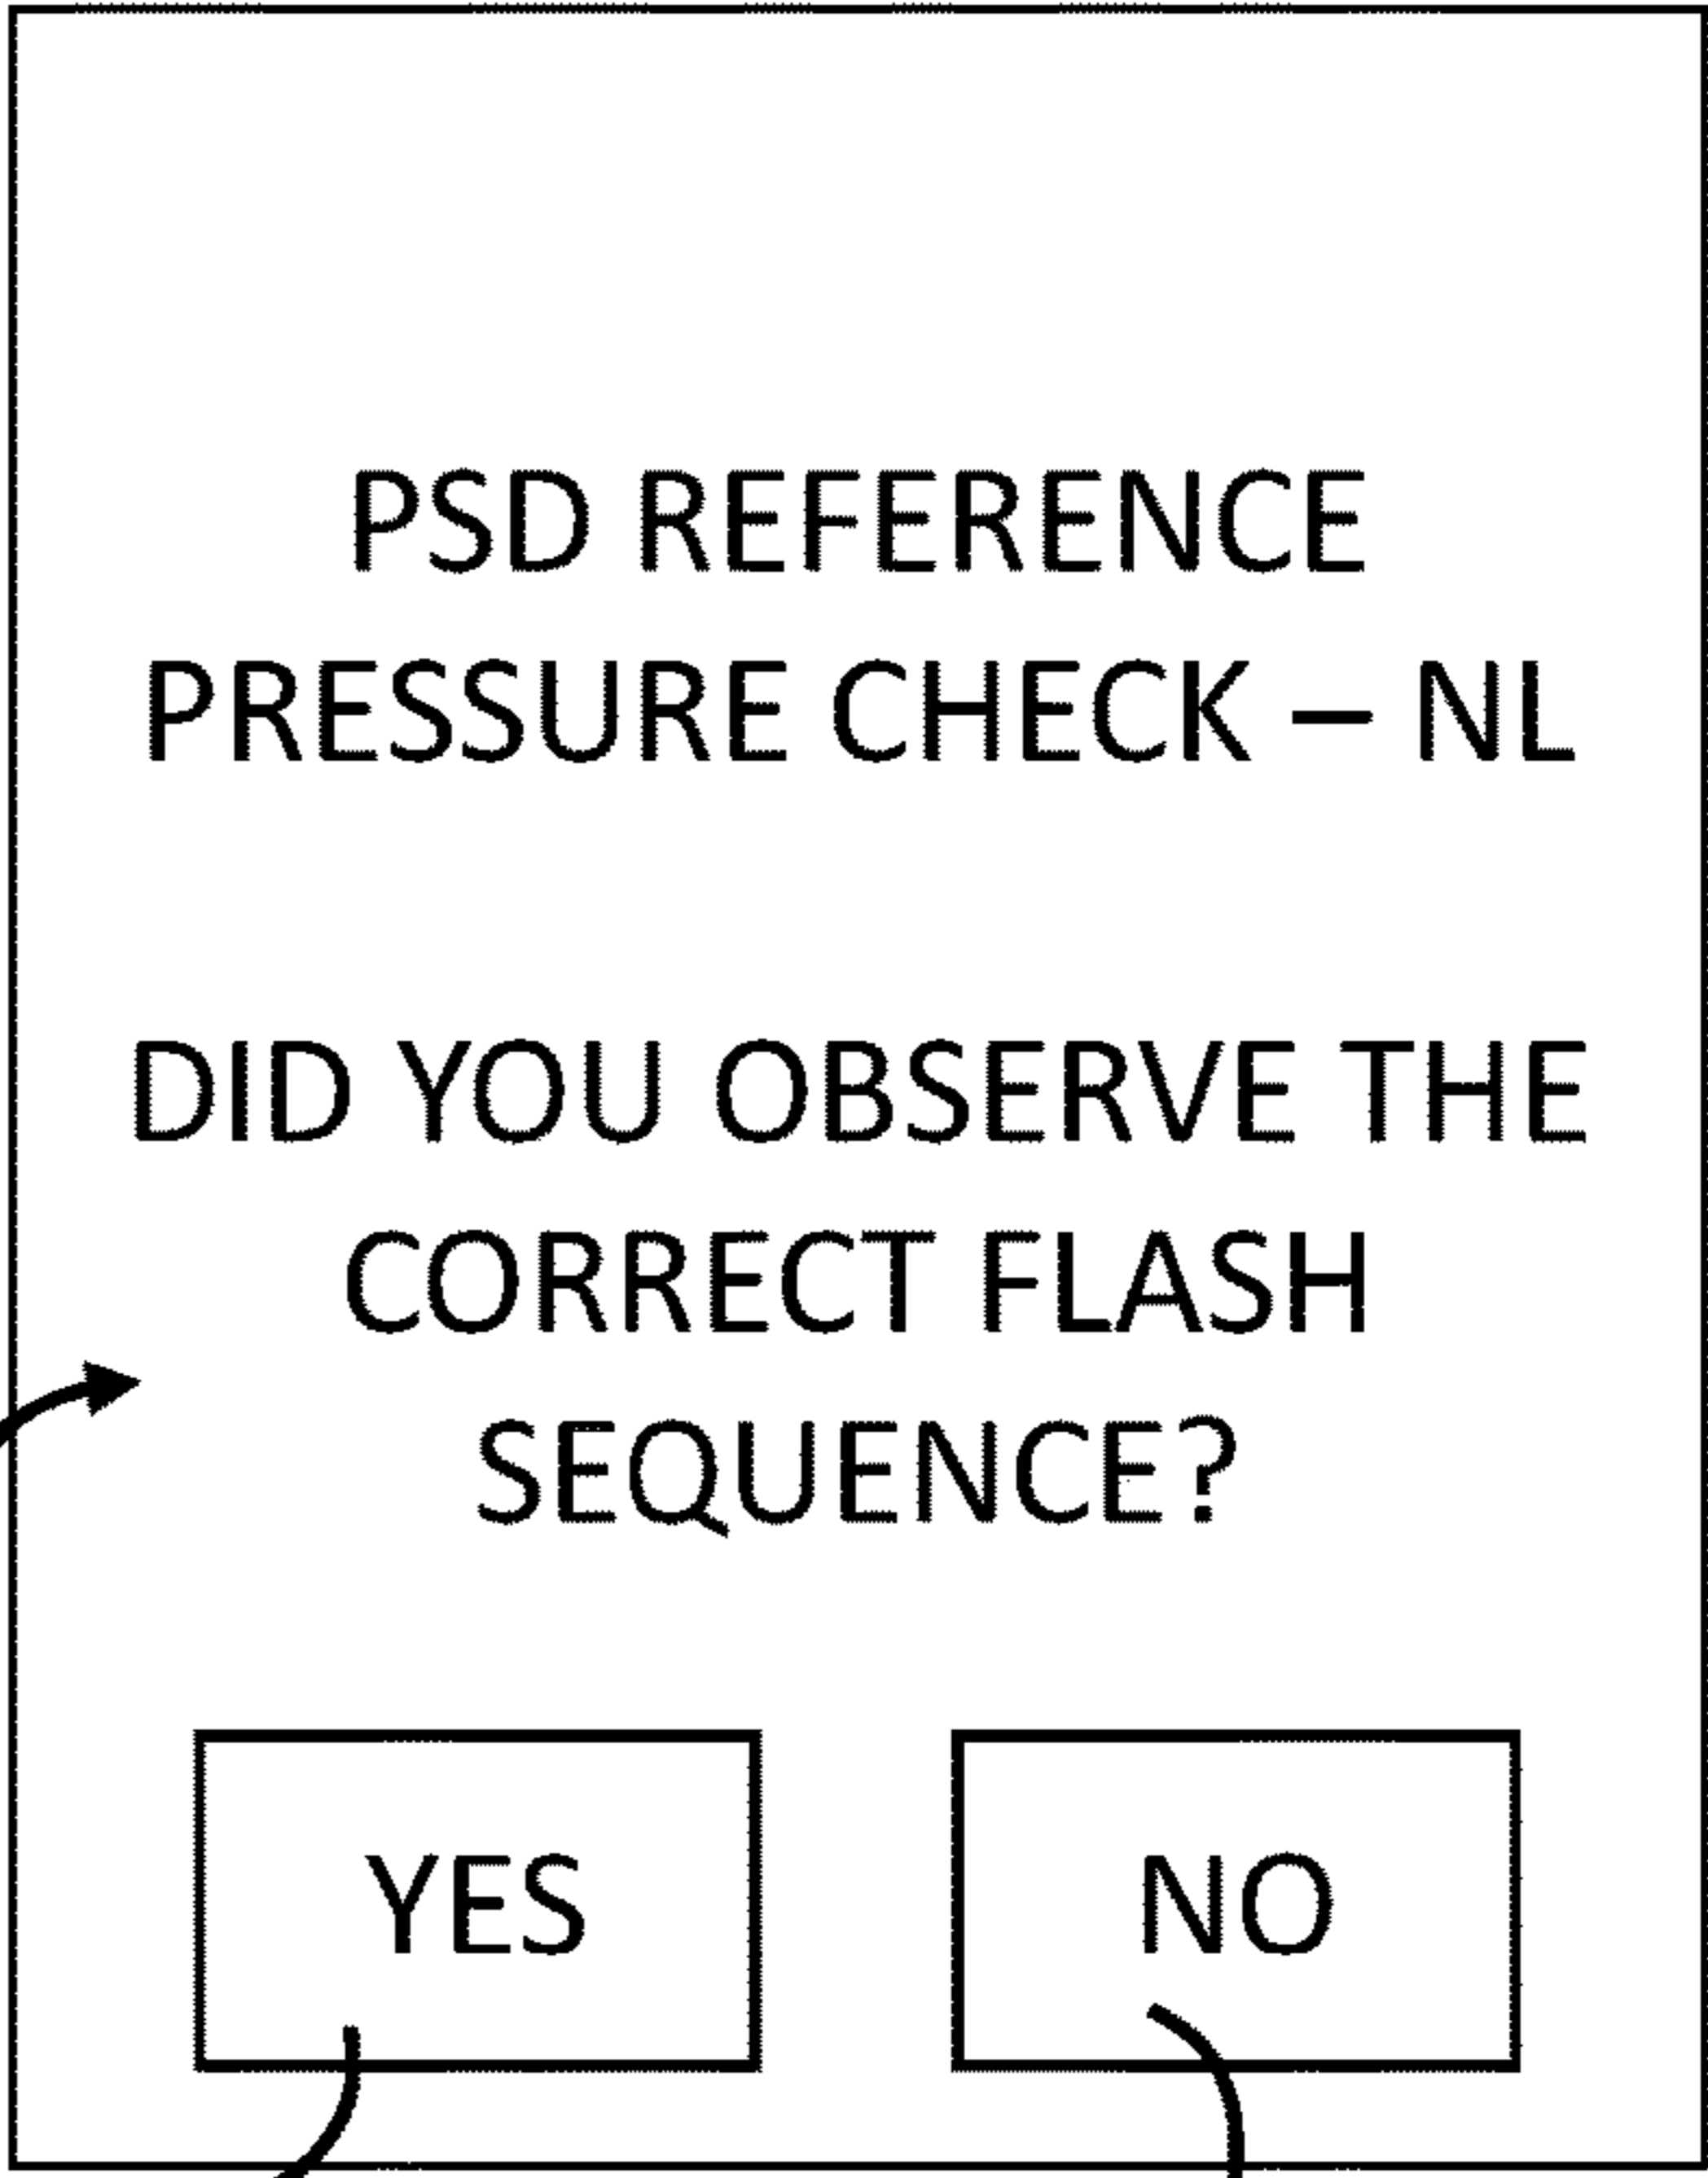 PSD REFERENCE
PRESSURE CHECK – NL
DID YOU OBSERVE THE
CORRECT FLASH
SEQUENCE?
YES
NO